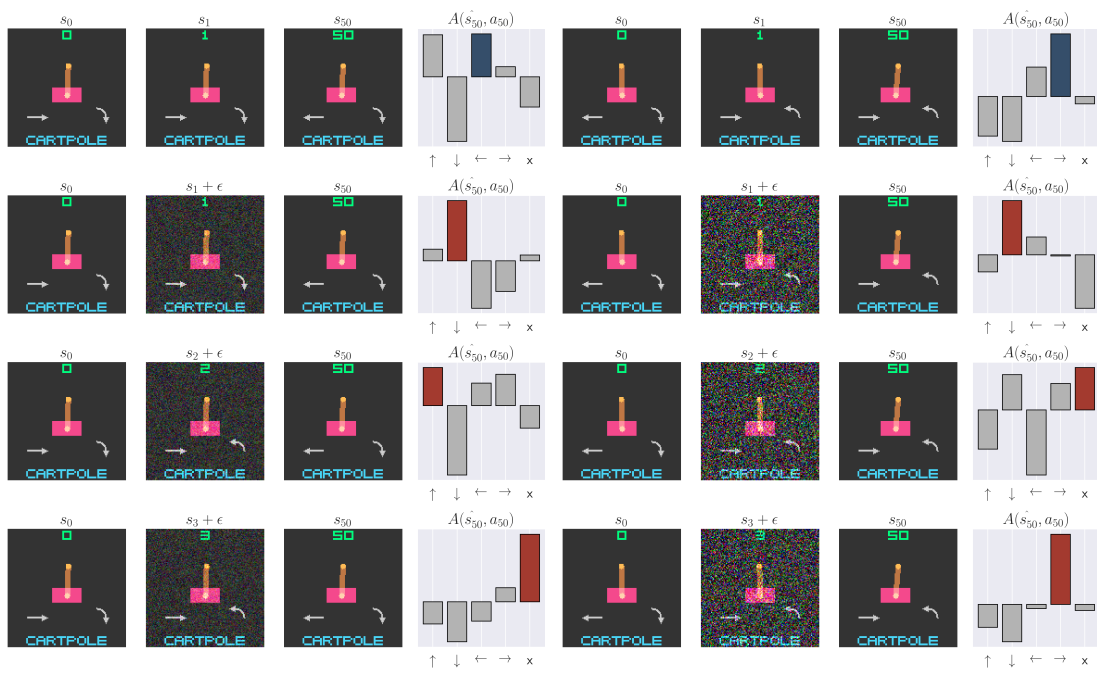 s₀ s₁ s₅₀ A(ŝ₅₀, a₅₀) s₀ s₁ s₅₀ A(ŝ₅₀, a₅₀)
0 1 50 0 1 50
CARTPOLE CARTPOLE CARTPOLE CARTPOLE CARTPOLE CARTPOLE
↑ ↓ ← → x ↑ ↓ ← → x
s₀ s₁ + ϵ s₅₀ A(ŝ₅₀, a₅₀) s₀ s₁ + ϵ s₅₀ A(ŝ₅₀, a₅₀)
0 1 50 0 1 50
CARTPOLE CARTPOLE CARTPOLE CARTPOLE CARTPOLE CARTPOLE
↑ ↓ ← → x ↑ ↓ ← → x
s₀ s₂ + ϵ s₅₀ A(ŝ₅₀, a₅₀) s₀ s₂ + ϵ s₅₀ A(ŝ₅₀, a₅₀)
0 2 50 0 2 50
CARTPOLE CARTPOLE CARTPOLE CARTPOLE CARTPOLE CARTPOLE
↑ ↓ ← → x ↑ ↓ ← → x
s₀ s₃ + ϵ s₅₀ A(ŝ₅₀, a₅₀) s₀ s₃ + ϵ s₅₀ A(ŝ₅₀, a₅₀)
0 3 50 0 3 50
CARTPOLE CARTPOLE CARTPOLE CARTPOLE CARTPOLE CARTPOLE
↑ ↓ ← → x ↑ ↓ ← → x